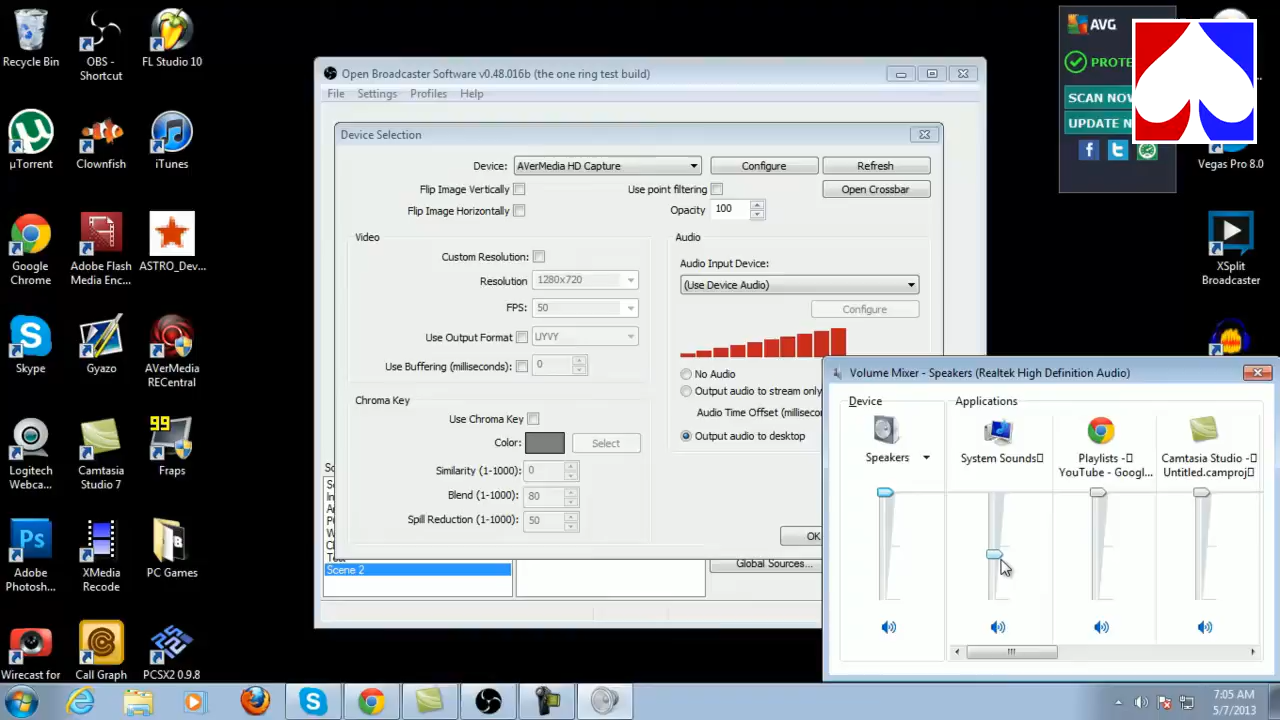 Recycle Bin
OBS -
Shortcut
FL Studio 10
µTorrent
Clownfish
iTunes
Google
Chrome
Adobe Flash
Media Enc...
ASTRO_Dev...
Skype
Gyazo
AVerMedia
RECentral
Logitech
Webca...
Camtasia
Studio 7
99
Fraps
Ps
Adobe
Photosh...
XMedia
Recode
PC Games
Wirecast for
Call Graph
PCSX2 0.9.8
Open Broadcaster Software v0.48.016b (the one ring test build)
File Settings Profiles Help
Device Selection
Device: AVerMedia HD Capture Configure Refresh
Flip Image Vertically Use point filtering Open Crossbar
Flip Image Horizontally Opacity 100
Video
Custom Resolution:
Resolution 1280x720
FPS: 50
Use Output Format UYVY
Use Buffering (milliseconds): 0
Chroma Key
Use Chroma Key
Color: Select
Similarity (1-1000): 0
Blend (1-1000): 80
Spill Reduction (1-1000): 50
Audio
Audio Input Device:
(Use Device Audio)
Configure
No Audio
Output audio to stream only
Audio Time Offset (millisecon
Output audio to desktop
OK
Scene 2
Global Sources...
AVG
PROTE
SCAN NOW
UPDATE N
Vegas Pro 8.0
XSplit
Broadcaster
Volume Mixer - Speakers (Realtek High Definition Audio)
Device
Applications
Speakers
System Sounds
Playlists -
YouTube - Googl...
Camtasia Studio -
Untitled.camproj
7:05 AM
5/7/2013